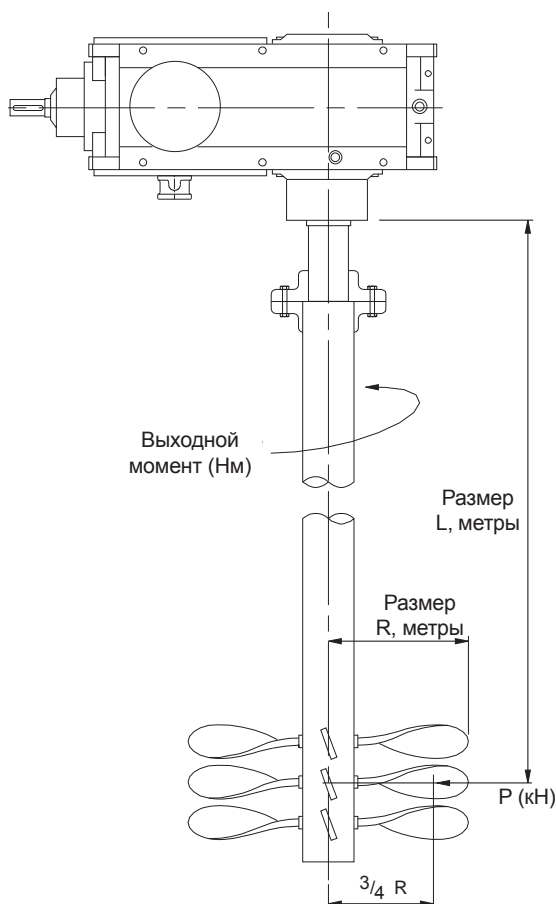 Выходной
момент (Нм)
Размер
L, метры
Размер
R, метры
P (кН)
3/4 R